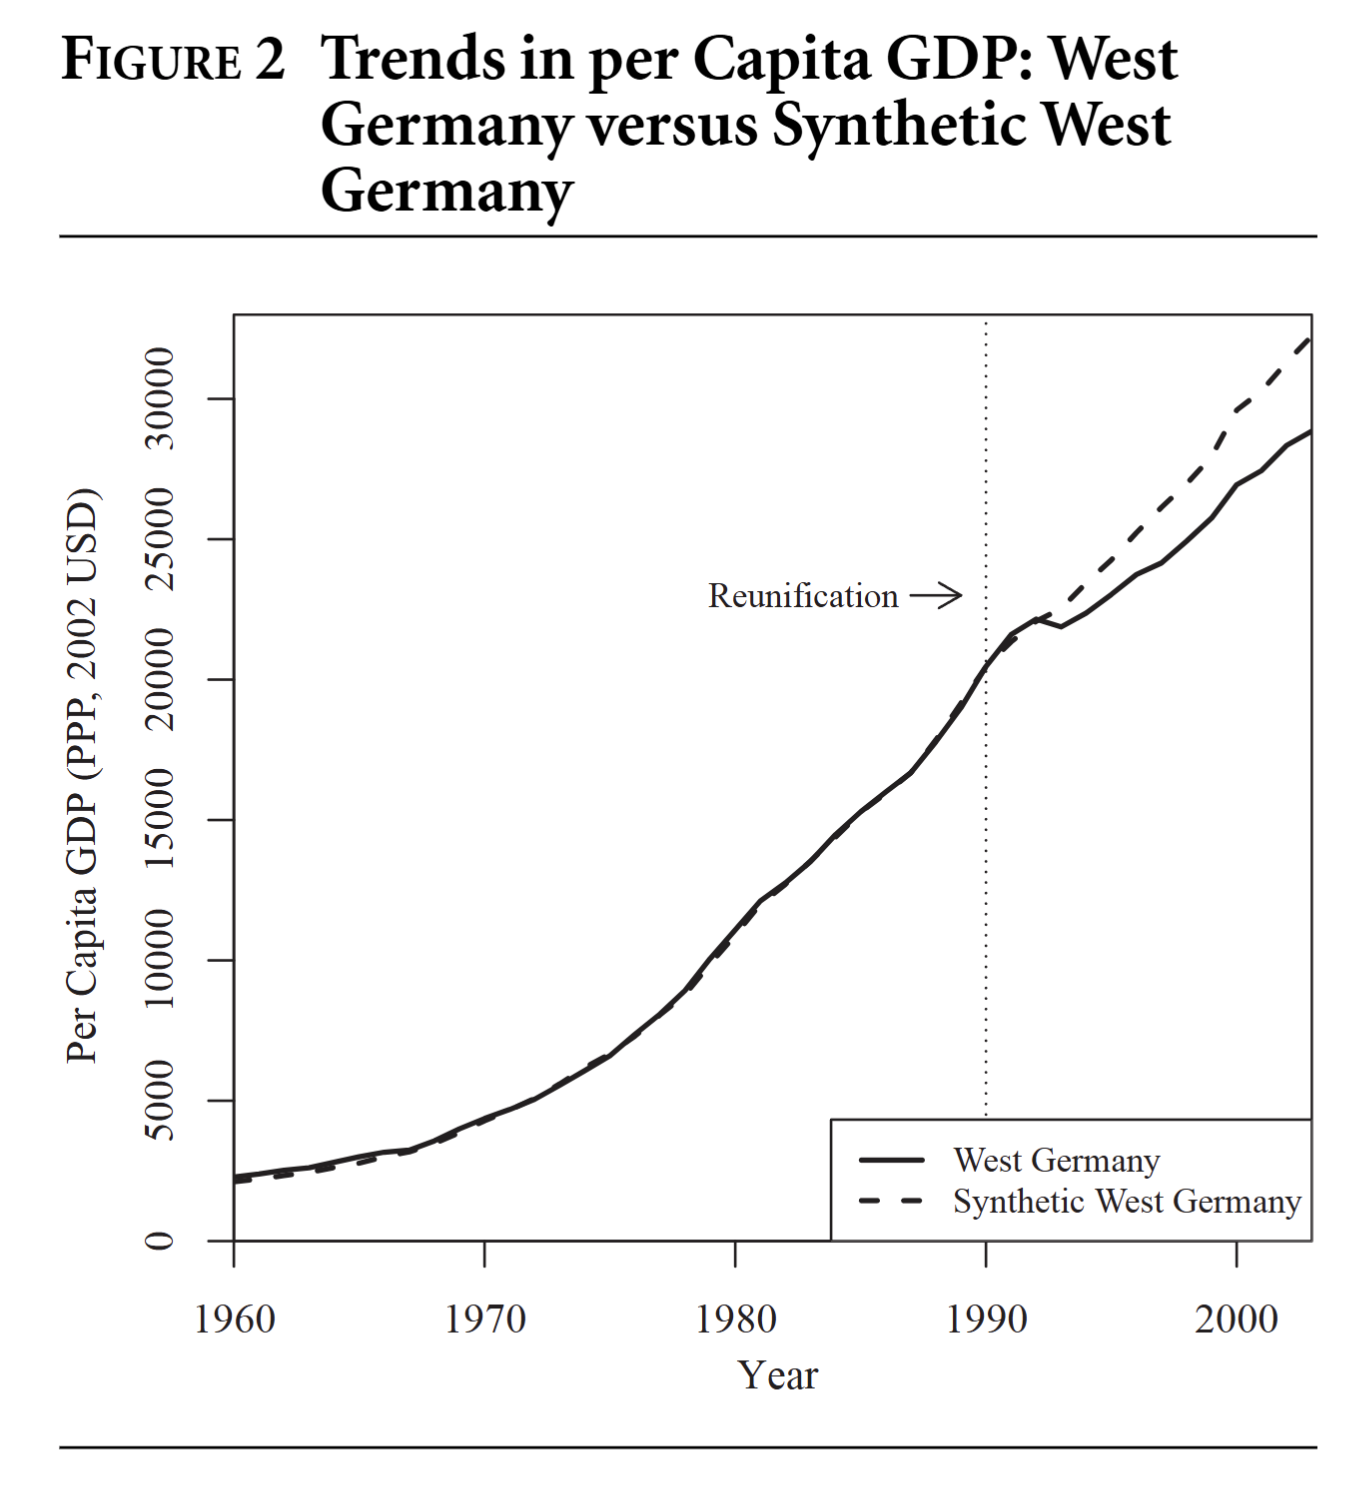 FIGURE 2 Trends in per Capita GDP: West
Germany versus Synthetic West
Germany
Per Capita GDP (PPP, 2002 USD)
30000
25000
20000
15000
10000
5000
0
Reunification
West Germany
Synthetic West Germany
1960 1970 1980 1990 2000
Year